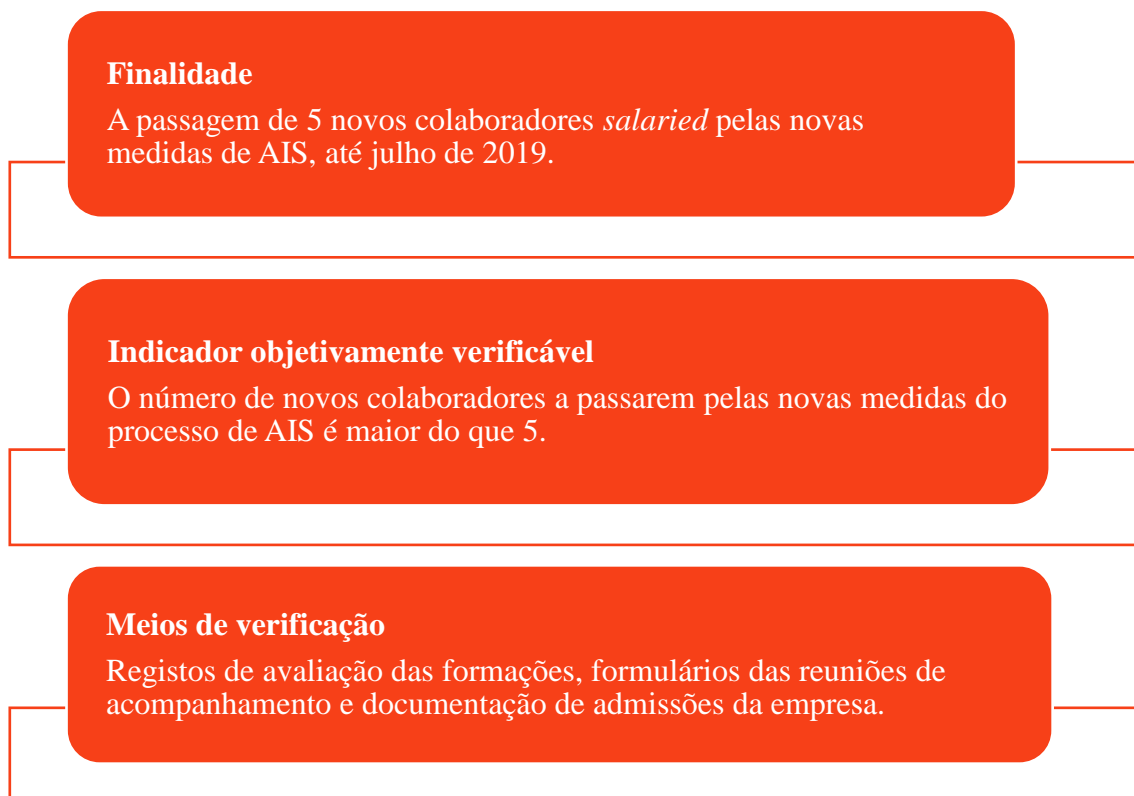 Finalidade
A passagem de 5 novos colaboradores salaried pelas novas
medidas de AIS, até julho de 2019.
Indicador objetivamente verificável
O número de novos colaboradores a passarem pelas novas medidas do
processo de AIS é maior do que 5.
Meios de verificação
Registos de avaliação das formações, formulários das reuniões de
acompanhamento e documentação de admissões da empresa.